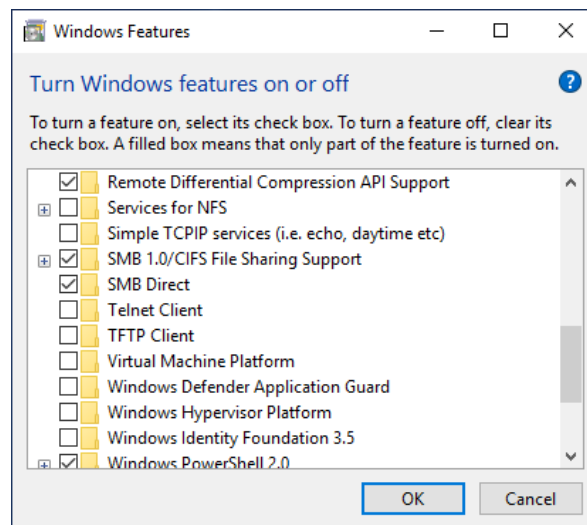 Windows Features
Turn Windows features on or off
?
To turn a feature on, select its check box. To turn a feature off, clear its
check box. A filled box means that only part of the feature is turned on.
Remote Differential Compression API Support
Services for NFS
Simple TCPIP services (i.e. echo, daytime etc)
SMB 1.0/CIFS File Sharing Support
SMB Direct
Telnet Client
TFTP Client
Virtual Machine Platform
Windows Defender Application Guard
Windows Hypervisor Platform
Windows Identity Foundation 3.5
Windows PowerShell 2.0
OK
Cancel